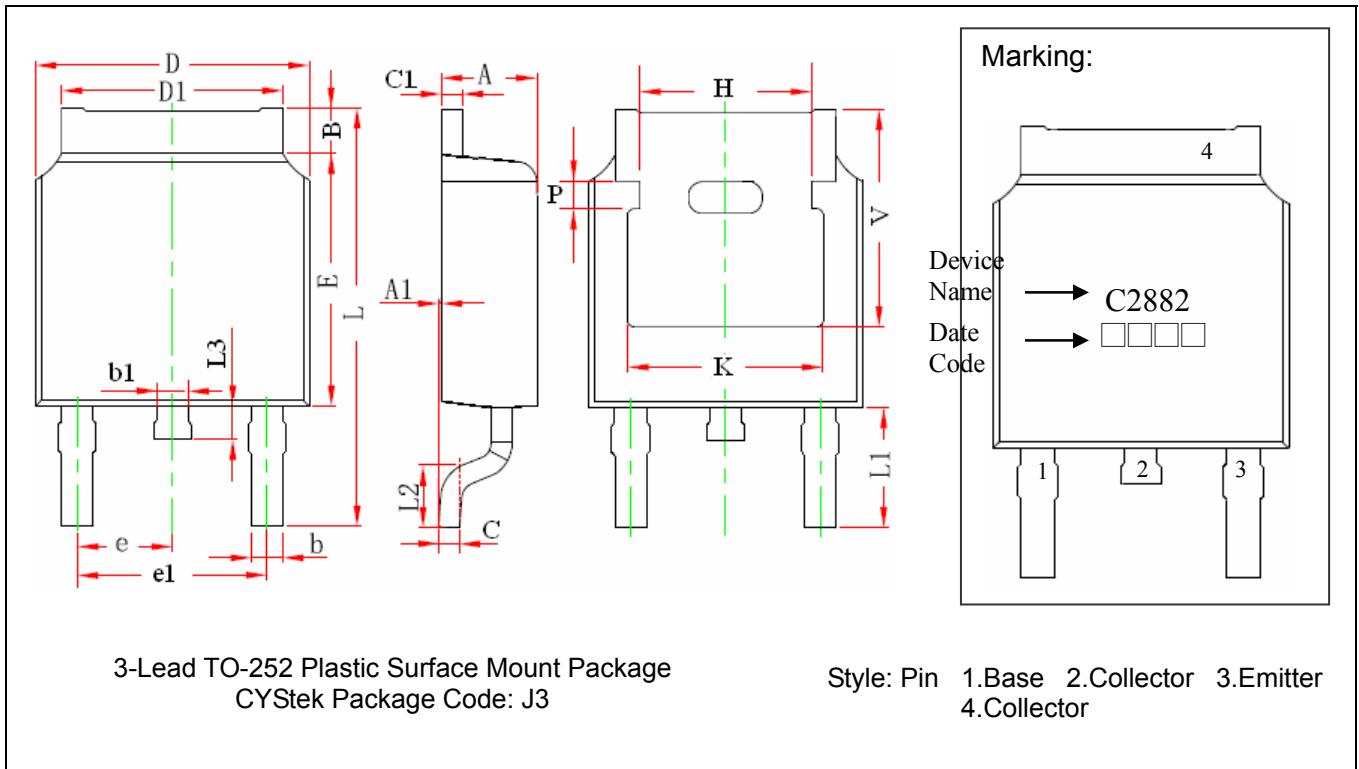 D
D1
B
E
L
L3
b1
e
e1
b
C1
A
A1
L2
C
H
P
V
K
L1
Marking:
4
Device
Name
C2882
Date
Code
□□□□
1
2
3
3-Lead TO-252 Plastic Surface Mount Package
CYStek Package Code: J3
Style: Pin 1.Base 2.Collector 3.Emitter
4.Collector